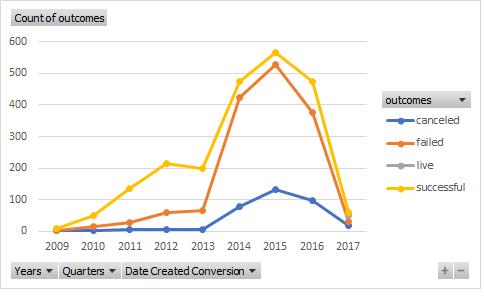 Count of outcomes
600
500
400
300
200
100
0
2009 2010 2011 2012 2013 2014 2015 2016 2017
outcomes
canceled
failed
live
successful
Years Quarters Date Created Conversion
+ −